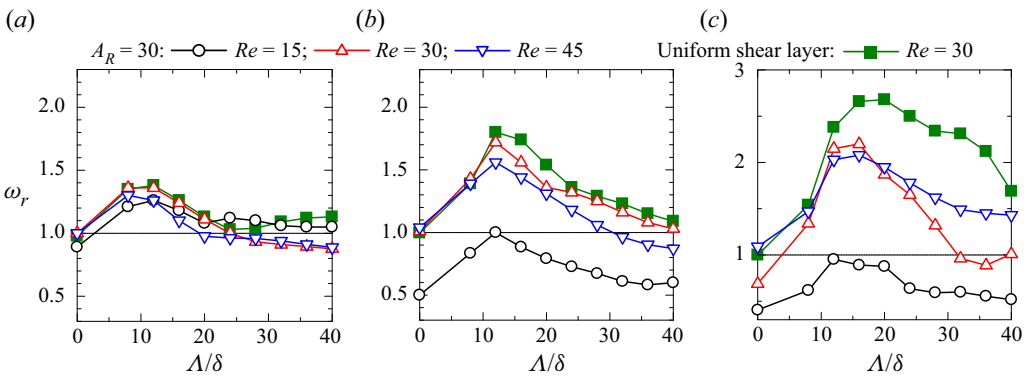 (a) (b) (c)
A_R = 30: Re = 15; Re = 30; Re = 45 Uniform shear layer: Re = 30
2.0
1.5
1.0
0.5
ω_r
0 10 20 30 40
Λ/δ
2.0
1.5
1.0
0.5
0 10 20 30 40
Λ/δ
3
2
1
0 10 20 30 40
Λ/δ